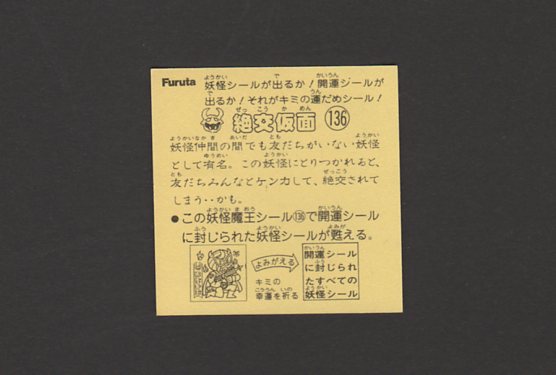 Furuta
妖怪シールが出るか！開運シールが
出るか！それがキミの運だめシール！
絶交仮面 136
妖怪仲間の間でも友だちがいない妖怪
として有名。この妖怪にとりつかれると、
友だちみんなとケンカして、絶交されて
しまう‥かも。
●この妖怪魔王シール136で開運シール
に封じられた妖怪シールが甦える。
よみがえる
キミの
幸運を祈る
開運シール
に封じられ
たすべての
妖怪シール